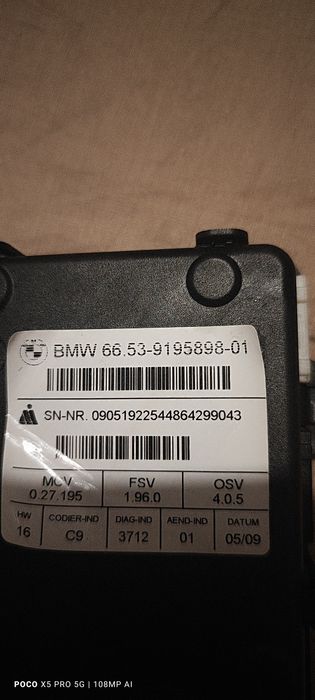 BMW 66.53-9195898-01
SN-NR. 09051922544864299043
MCV FSV OSV
0.27.195 1.96.0 4.0.5
HW CODIER-IND DIAG-IND AEND-IND DATUM
16 C9 3712 01 05/09
POCO X5 PRO 5G | 108MP AI